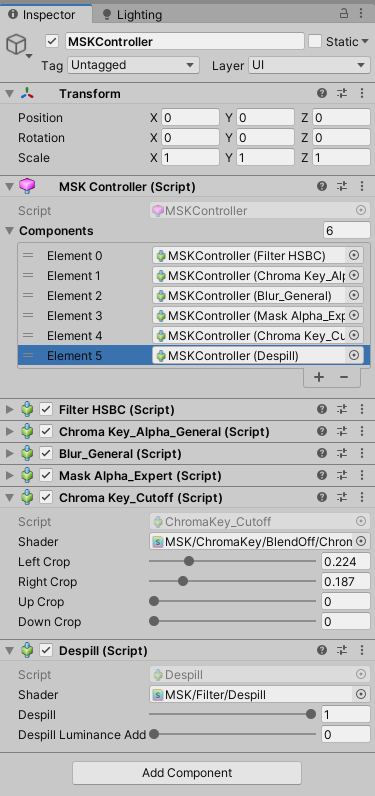 Inspector Lighting
MSKController Static
Tag Untagged Layer UI
Transform
Position X 0 Y 0 Z 0
Rotation X 0 Y 0 Z 0
Scale X 1 Y 1 Z 1
MSK Controller (Script)
Script MSKController
Components 6
Element 0 MSKController (Filter HSBC)
Element 1 MSKController (Chroma Key_Al
Element 2 MSKController (Blur_General)
Element 3 MSKController (Mask Alpha_Exp
Element 4 MSKController (Chroma Key_Cu
Element 5 MSKController (Despill)
+ −
Filter HSBC (Script)
Chroma Key_Alpha_General (Script)
Blur_General (Script)
Mask Alpha_Expert (Script)
Chroma Key_Cutoff (Script)
Script ChromaKey_Cutoff
Shader MSK/ChromaKey/BlendOff/Chron
Left Crop 0.224
Right Crop 0.187
Up Crop 0
Down Crop 0
Despill (Script)
Script Despill
Shader MSK/Filter/Despill
Despill 1
Despill Luminance Add 0
Add Component